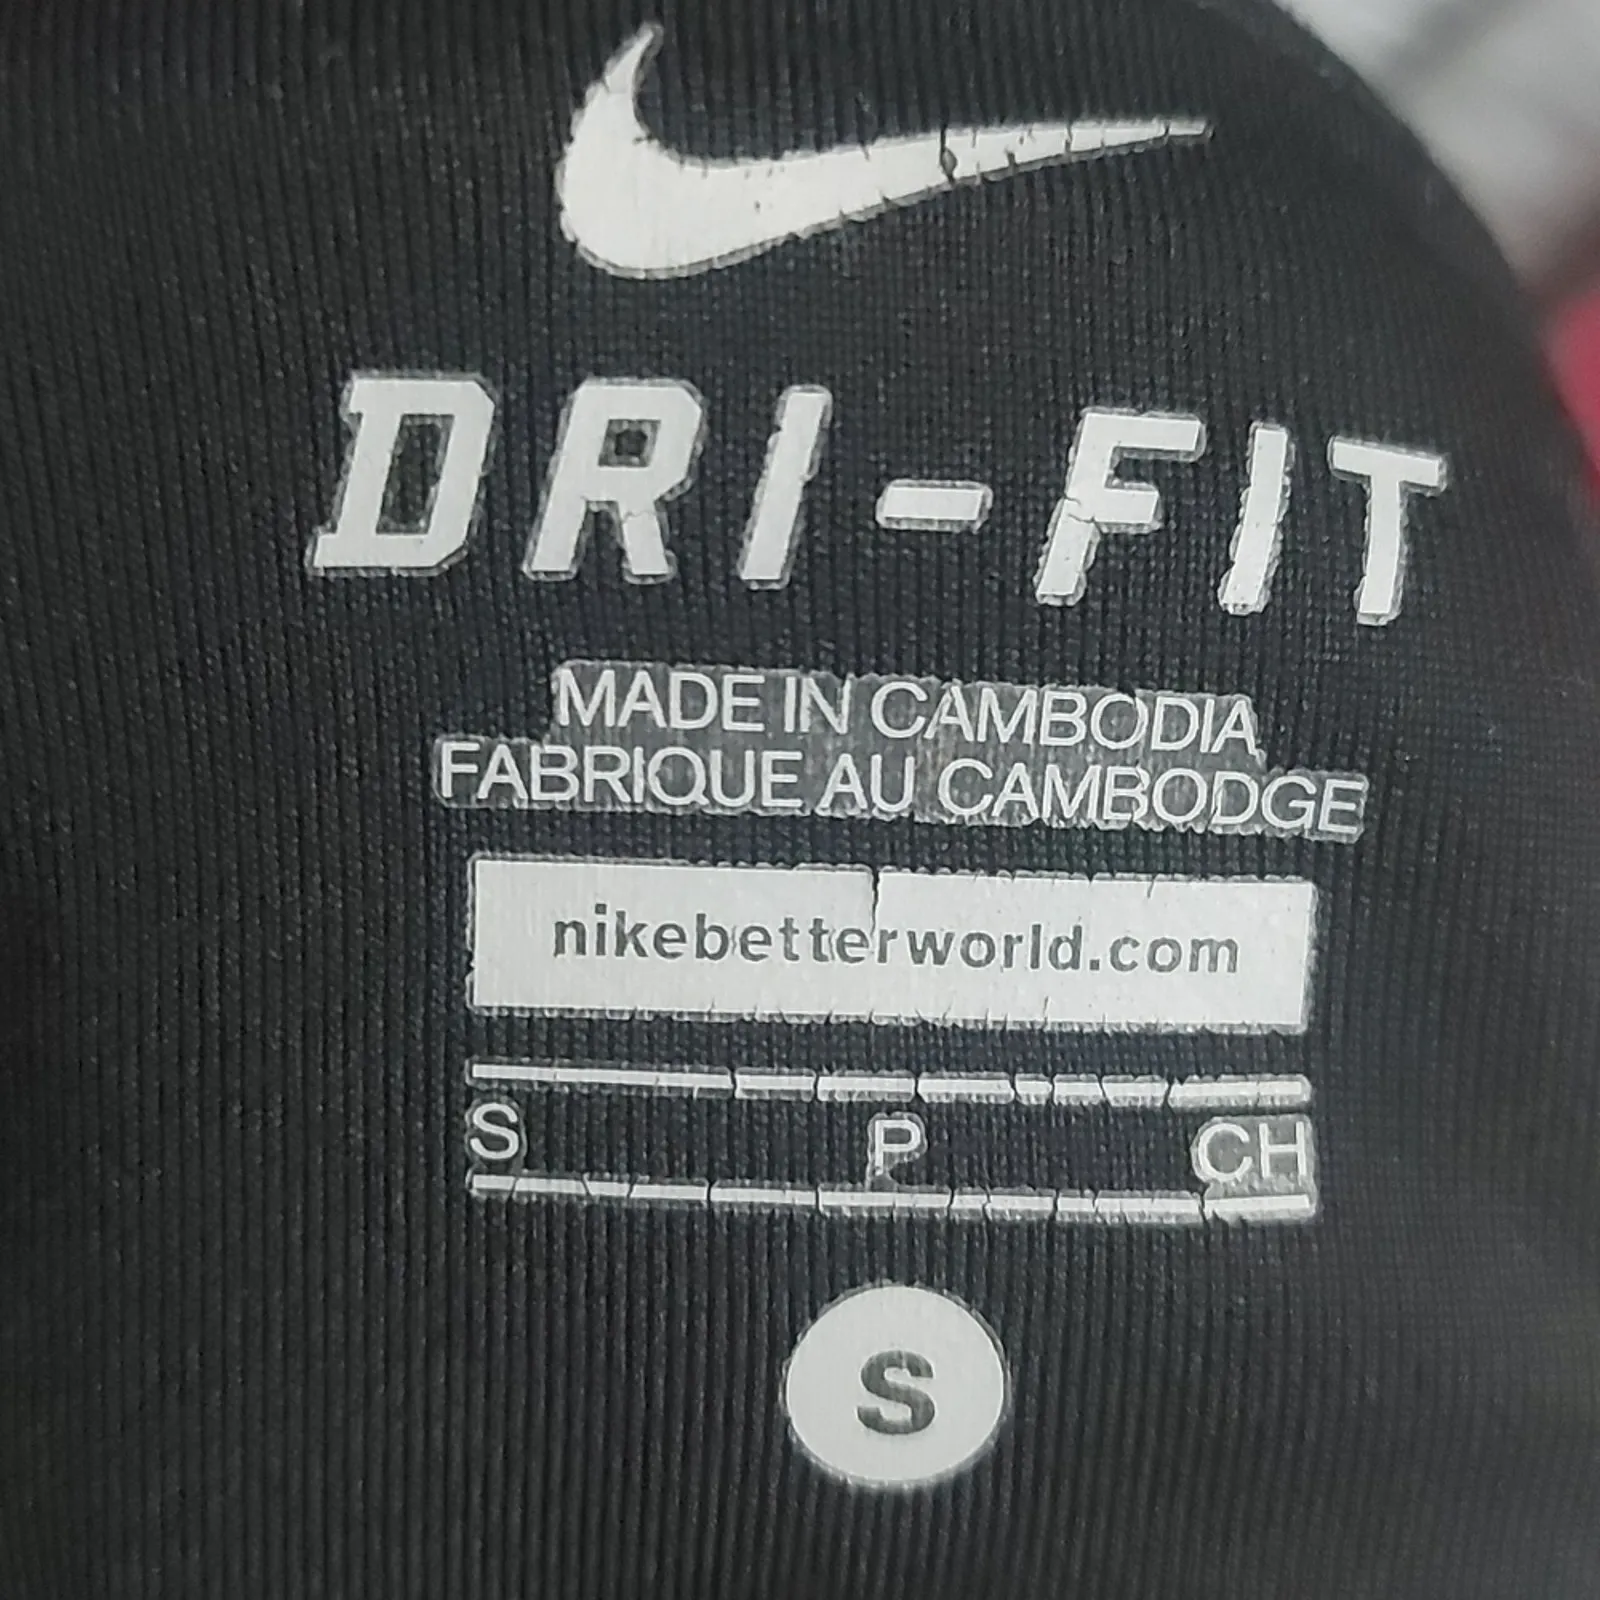 DRI-FIT
MADE IN CAMBODIA
FABRIQUE AU CAMBODGE
nikebetterworld.com
S P CH
S